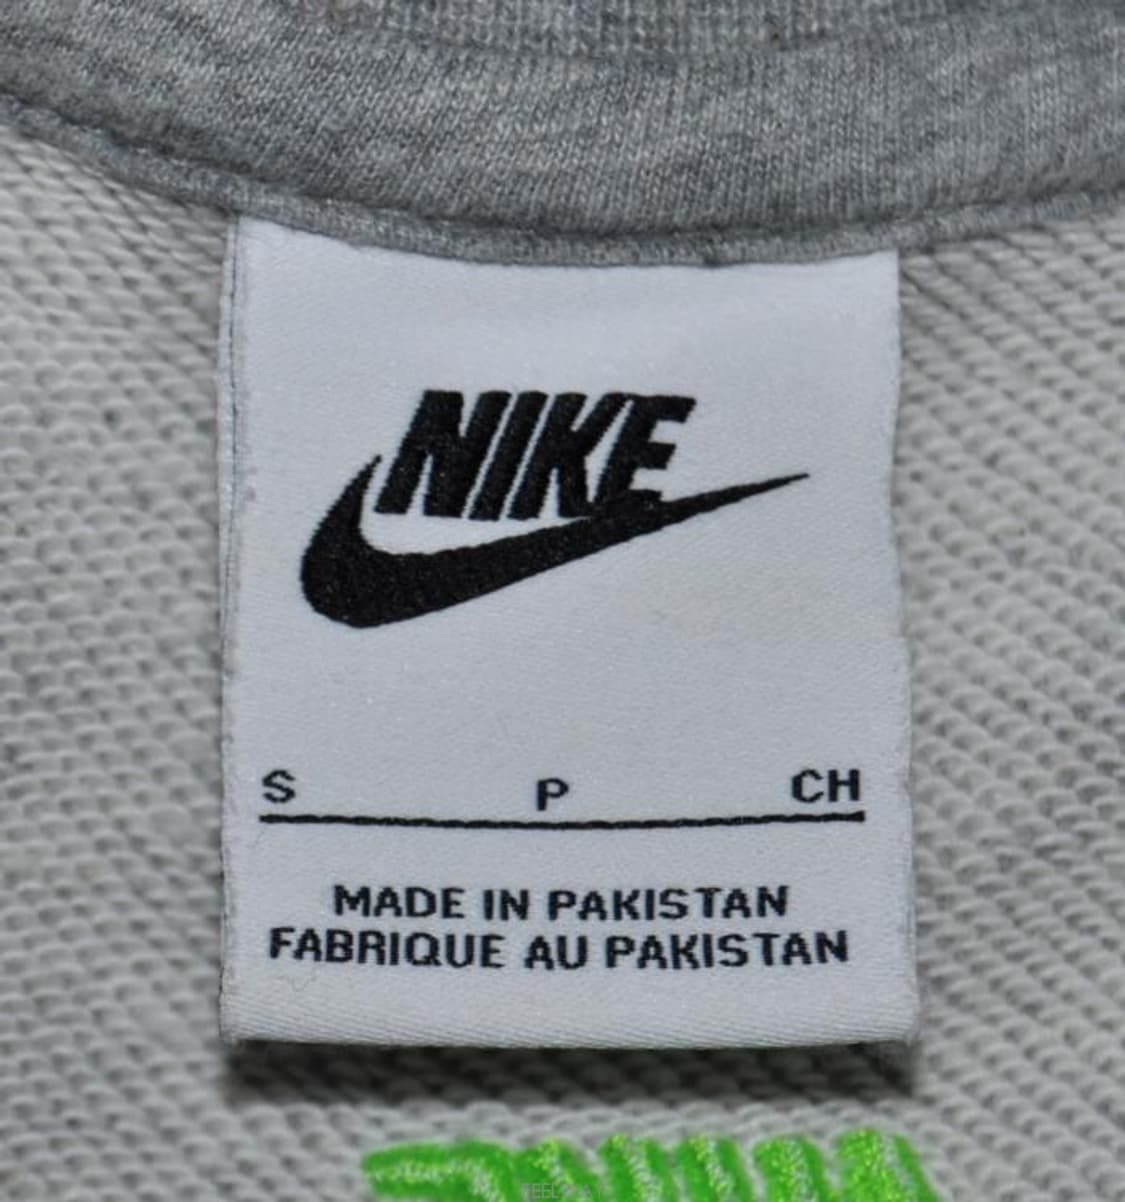 NIKE
S P CH
MADE IN PAKISTAN
FABRIQUE AU PAKISTAN